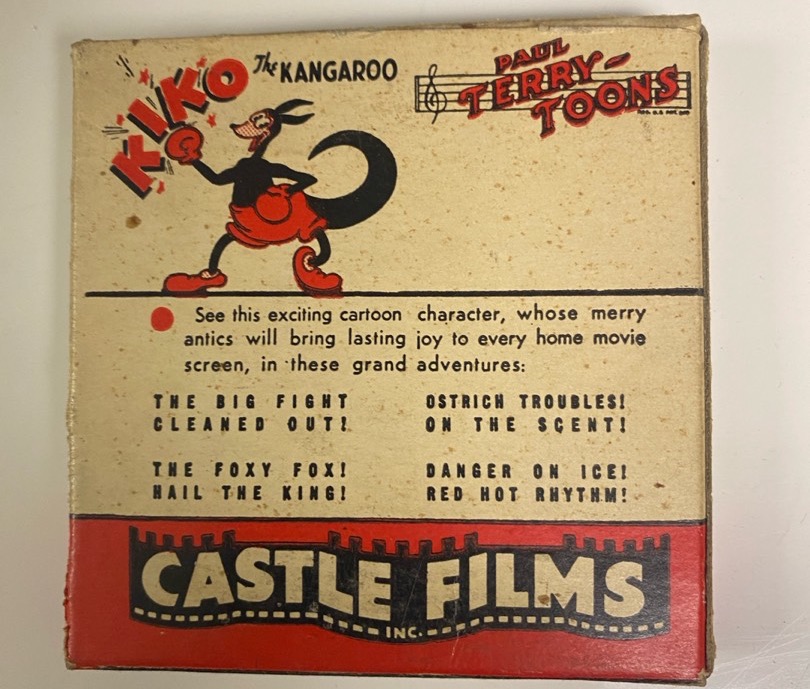 KIKO The KANGAROO
PAUL
TERRY-
TOONS
See this exciting cartoon character, whose merry
antics will bring lasting joy to every home movie
screen, in these grand adventures:
THE BIG FIGHT
CLEANED OUT!
THE FOXY FOX!
HAIL THE KING!
OSTRICH TROUBLES!
ON THE SCENT!
DANGER ON ICE!
RED HOT RHYTHM!
CASTLE FILMS
INC.